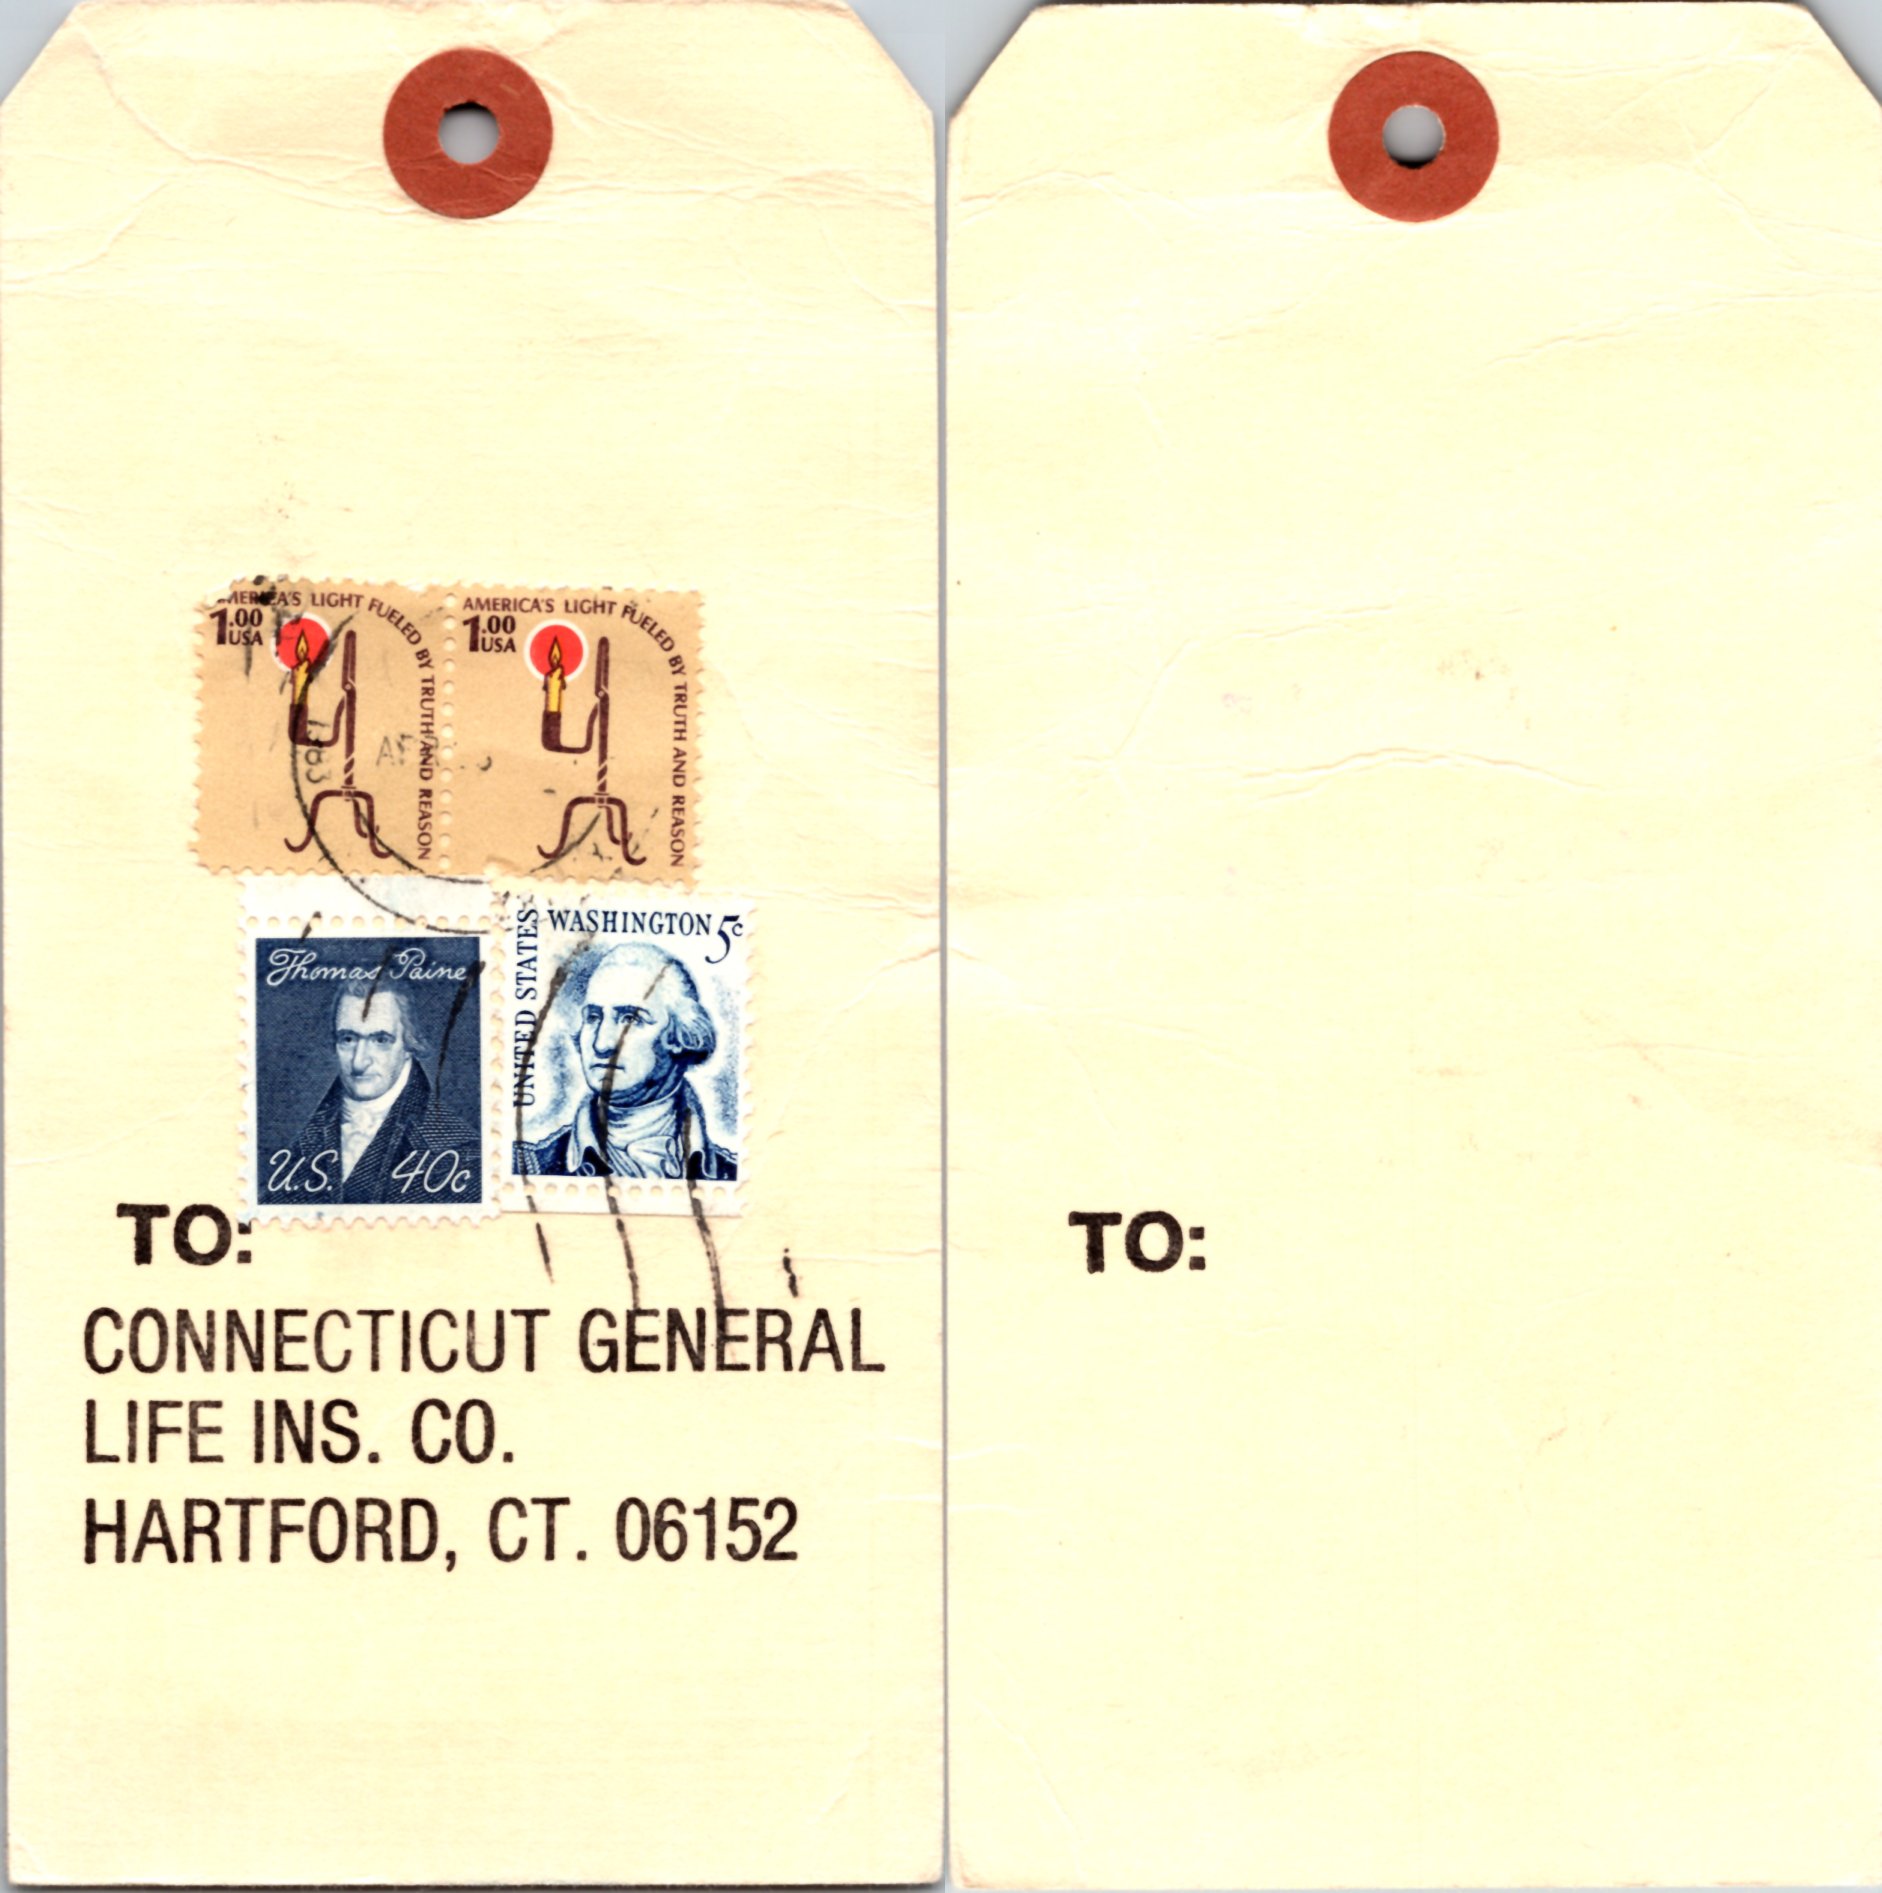 AMERICA'S LIGHT FUELED BY TRUTH AND REASON
1.00
USA
AMERICA'S LIGHT FUELED BY TRUTH AND REASON
1.00
USA
1983
Thomas Paine
U.S. 40c
UNITED STATES
WASHINGTON 5c
TO:
CONNECTICUT GENERAL
LIFE INS. CO.
HARTFORD, CT. 06152
TO: